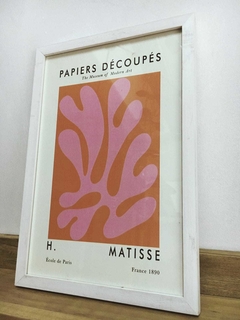 PAPIERS DÉCOUPÉS
The Museum of Modern Art
H. MATISSE
École de Paris France 1890